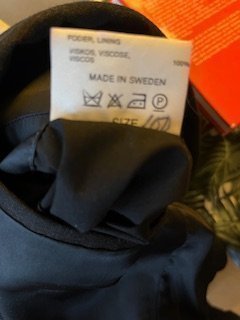 FODER, LINING
VISKOS, VISCOSE,
VISCOS 100%
MADE IN SWEDEN
P
SIZE